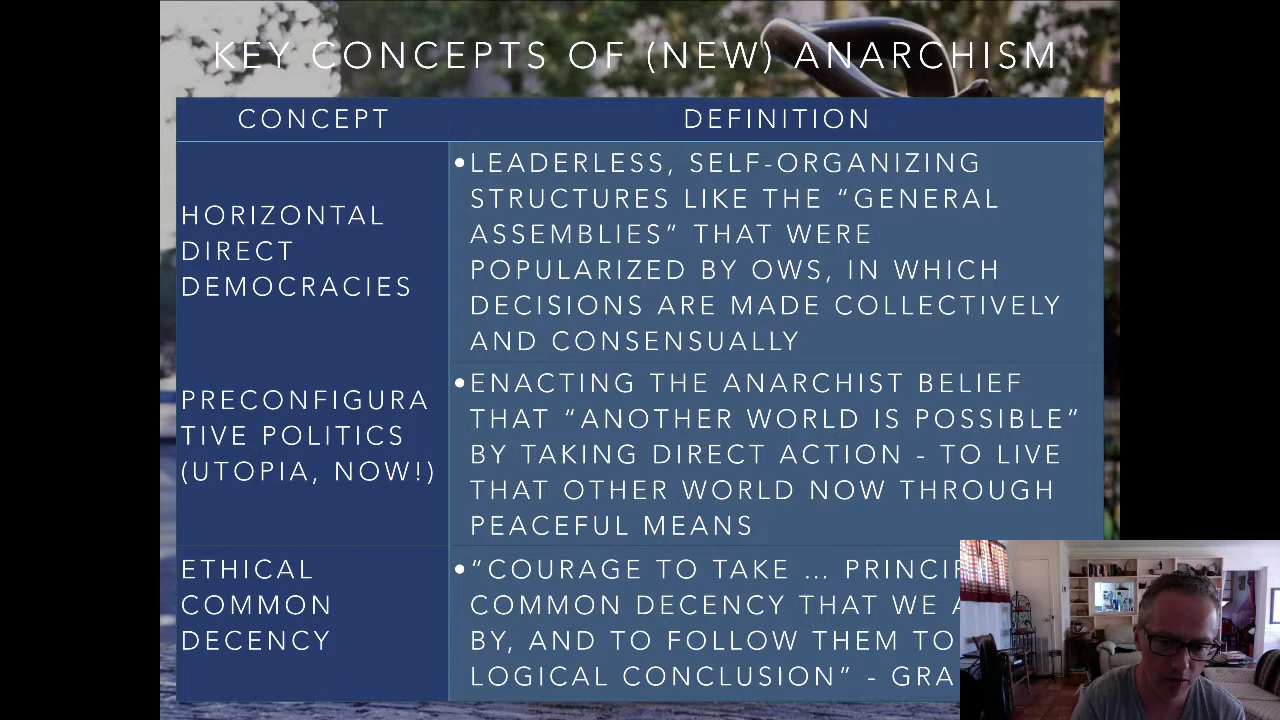 KEY CONCEPTS OF (NEW) ANARCHISM
CONCEPT
DEFINITION
HORIZONTAL
DIRECT
DEMOCRACIES
•LEADERLESS, SELF-ORGANIZING
STRUCTURES LIKE THE “GENERAL
ASSEMBLIES” THAT WERE
POPULARIZED BY OWS, IN WHICH
DECISIONS ARE MADE COLLECTIVELY
AND CONSENSUALLY
PRECONFIGURA
TIVE POLITICS
(UTOPIA, NOW!)
•ENACTING THE ANARCHIST BELIEF
THAT “ANOTHER WORLD IS POSSIBLE”
BY TAKING DIRECT ACTION - TO LIVE
THAT OTHER WORLD NOW THROUGH
PEACEFUL MEANS
ETHICAL
COMMON
DECENCY
•“COURAGE TO TAKE ...
COMMON DECENCY THAT WE
BY, AND TO FOLLOW THEM TO
LOGICAL CONCLUSION” -